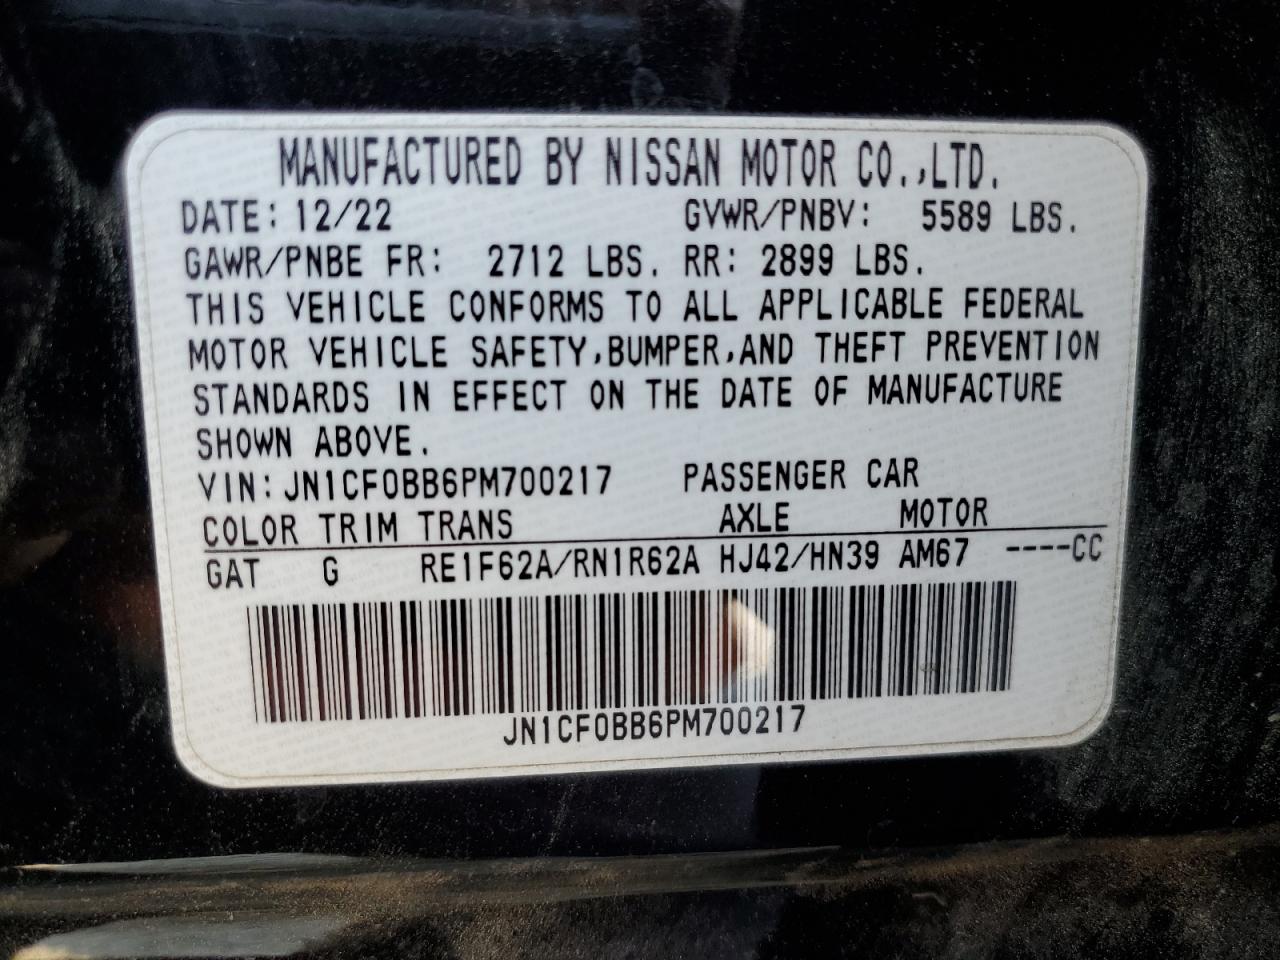 MANUFACTURED BY NISSAN MOTOR CO.,LTD.
DATE: 12/22 GVWR/PNBV: 5589 LBS.
GAWR/PNBE FR: 2712 LBS. RR: 2899 LBS.
THIS VEHICLE CONFORMS TO ALL APPLICABLE FEDERAL
MOTOR VEHICLE SAFETY,BUMPER,AND THEFT PREVENTION
STANDARDS IN EFFECT ON THE DATE OF MANUFACTURE
SHOWN ABOVE.
VIN: JN1CF0BB6PM700217 PASSENGER CAR
COLOR TRIM TRANS AXLE MOTOR
GAT G RE1F62A/RN1R62A HJ42/HN39 AM67 ----CC
JN1CF0BB6PM700217